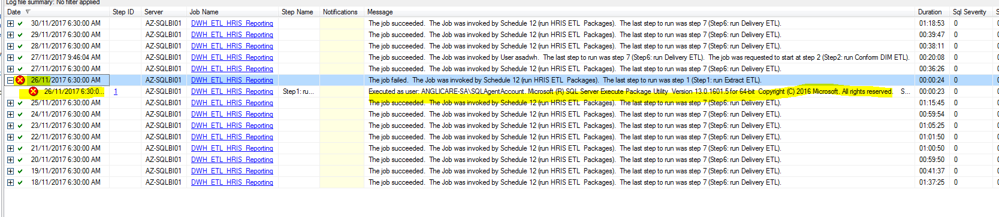 Log file summary: No filter applied
Date Step ID Server Job Name Step Name Notifications Message Duration Sql Severity S
30/11/2017 6:30:00 AM AZ-SQLBI01 DWH_ETL_HRIS_Reporting The job succeeded. The Job was invoked by Schedule 12 (run HRIS ETL Packages). The last step to run was step 7 (Step6: run Delivery ETL). 01:18:53 0
29/11/2017 6:30:00 AM AZ-SQLBI01 DWH_ETL_HRIS_Reporting The job succeeded. The Job was invoked by Schedule 12 (run HRIS ETL Packages). The last step to run was step 7 (Step6: run Delivery ETL). 00:39:47 0
28/11/2017 6:30:00 AM AZ-SQLBI01 DWH_ETL_HRIS_Reporting The job succeeded. The Job was invoked by Schedule 12 (run HRIS ETL Packages). The last step to run was step 7 (Step6: run Delivery ETL). 00:38:11 0
27/11/2017 9:46:04 AM AZ-SQLBI01 DWH_ETL_HRIS_Reporting The job succeeded. The Job was invoked by User asadwh. The last step to run was step 7 (Step6: run Delivery ETL). The job was requested to start at step 2 (Step2: run Conform DIM ETL). 00:20:08 0
27/11/2017 6:30:00 AM AZ-SQLBI01 DWH_ETL_HRIS_Reporting The job succeeded. The Job was invoked by Schedule 12 (run HRIS ETL Packages). The last step to run was step 7 (Step6: run Delivery ETL). 00:36:26 0
26/11/2017 6:30:00 AM AZ-SQLBI01 DWH_ETL_HRIS_Reporting The job failed. The Job was invoked by Schedule 12 (run HRIS ETL Packages). The last step to run was step 1 (Step1: run Extract ETL). 00:00:24 0
26/11/2017 6:30:0... 1 AZ-SQLBI01 DWH_ETL_HRIS_Reporting Step1: ru... Executed as user: ANGLICARE-SA\SQLAgentAccount. Microsoft (R) SQL Server Execute Package Utility Version 13.0.1601.5 for 64-bit Copyright (C) 2016 Microsoft. All rights reserved. S... 00:00:23 0
25/11/2017 6:30:00 AM AZ-SQLBI01 DWH_ETL_HRIS_Reporting The job succeeded. The Job was invoked by Schedule 12 (run HRIS ETL Packages). The last step to run was step 7 (Step6: run Delivery ETL). 01:15:45 0
24/11/2017 6:30:00 AM AZ-SQLBI01 DWH_ETL_HRIS_Reporting The job succeeded. The Job was invoked by Schedule 12 (run HRIS ETL Packages). The last step to run was step 7 (Step6: run Delivery ETL). 00:59:54 0
23/11/2017 6:30:00 AM AZ-SQLBI01 DWH_ETL_HRIS_Reporting The job succeeded. The Job was invoked by Schedule 12 (run HRIS ETL Packages). The last step to run was step 7 (Step6: run Delivery ETL). 01:05:25 0
22/11/2017 6:30:00 AM AZ-SQLBI01 DWH_ETL_HRIS_Reporting The job succeeded. The Job was invoked by Schedule 12 (run HRIS ETL Packages). The last step to run was step 7 (Step6: run Delivery ETL). 01:01:50 0
21/11/2017 6:30:00 AM AZ-SQLBI01 DWH_ETL_HRIS_Reporting The job succeeded. The Job was invoked by Schedule 12 (run HRIS ETL Packages). The last step to run was step 7 (Step6: run Delivery ETL). 01:00:50 0
20/11/2017 6:30:00 AM AZ-SQLBI01 DWH_ETL_HRIS_Reporting The job succeeded. The Job was invoked by Schedule 12 (run HRIS ETL Packages). The last step to run was step 7 (Step6: run Delivery ETL). 00:59:50 0
19/11/2017 6:30:00 AM AZ-SQLBI01 DWH_ETL_HRIS_Reporting The job succeeded. The Job was invoked by Schedule 12 (run HRIS ETL Packages). The last step to run was step 7 (Step6: run Delivery ETL). 00:41:37 0
18/11/2017 6:30:00 AM AZ-SQLBI01 DWH_ETL_HRIS_Reporting The job succeeded. The Job was invoked by Schedule 12 (run HRIS ETL Packages). The last step to run was step 7 (Step6: run Delivery ETL). 01:37:25 0